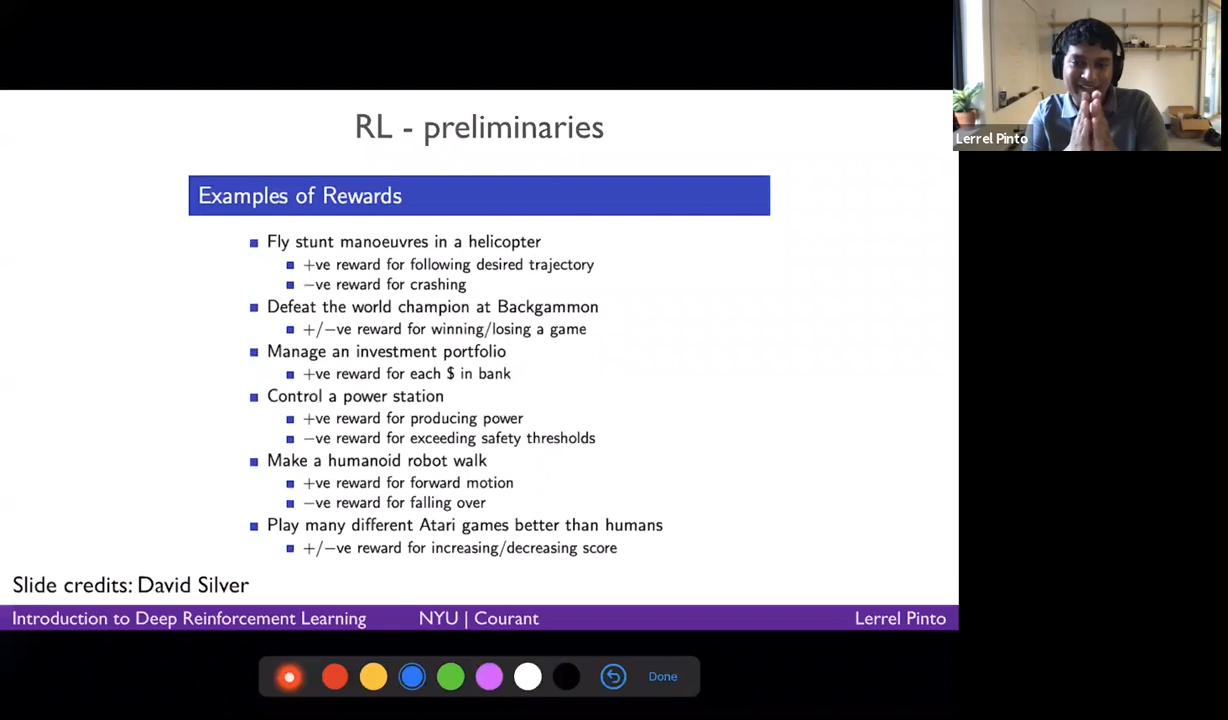 RL - preliminaries
Examples of Rewards
Fly stunt manoeuvres in a helicopter
+ve reward for following desired trajectory
−ve reward for crashing
Defeat the world champion at Backgammon
+/−ve reward for winning/losing a game
Manage an investment portfolio
+ve reward for each $ in bank
Control a power station
+ve reward for producing power
−ve reward for exceeding safety thresholds
Make a humanoid robot walk
+ve reward for forward motion
−ve reward for falling over
Play many different Atari games better than humans
+/−ve reward for increasing/decreasing score
Slide credits: David Silver
Introduction to Deep Reinforcement Learning NYU | Courant Lerrel Pinto
Lerrel Pinto
Done